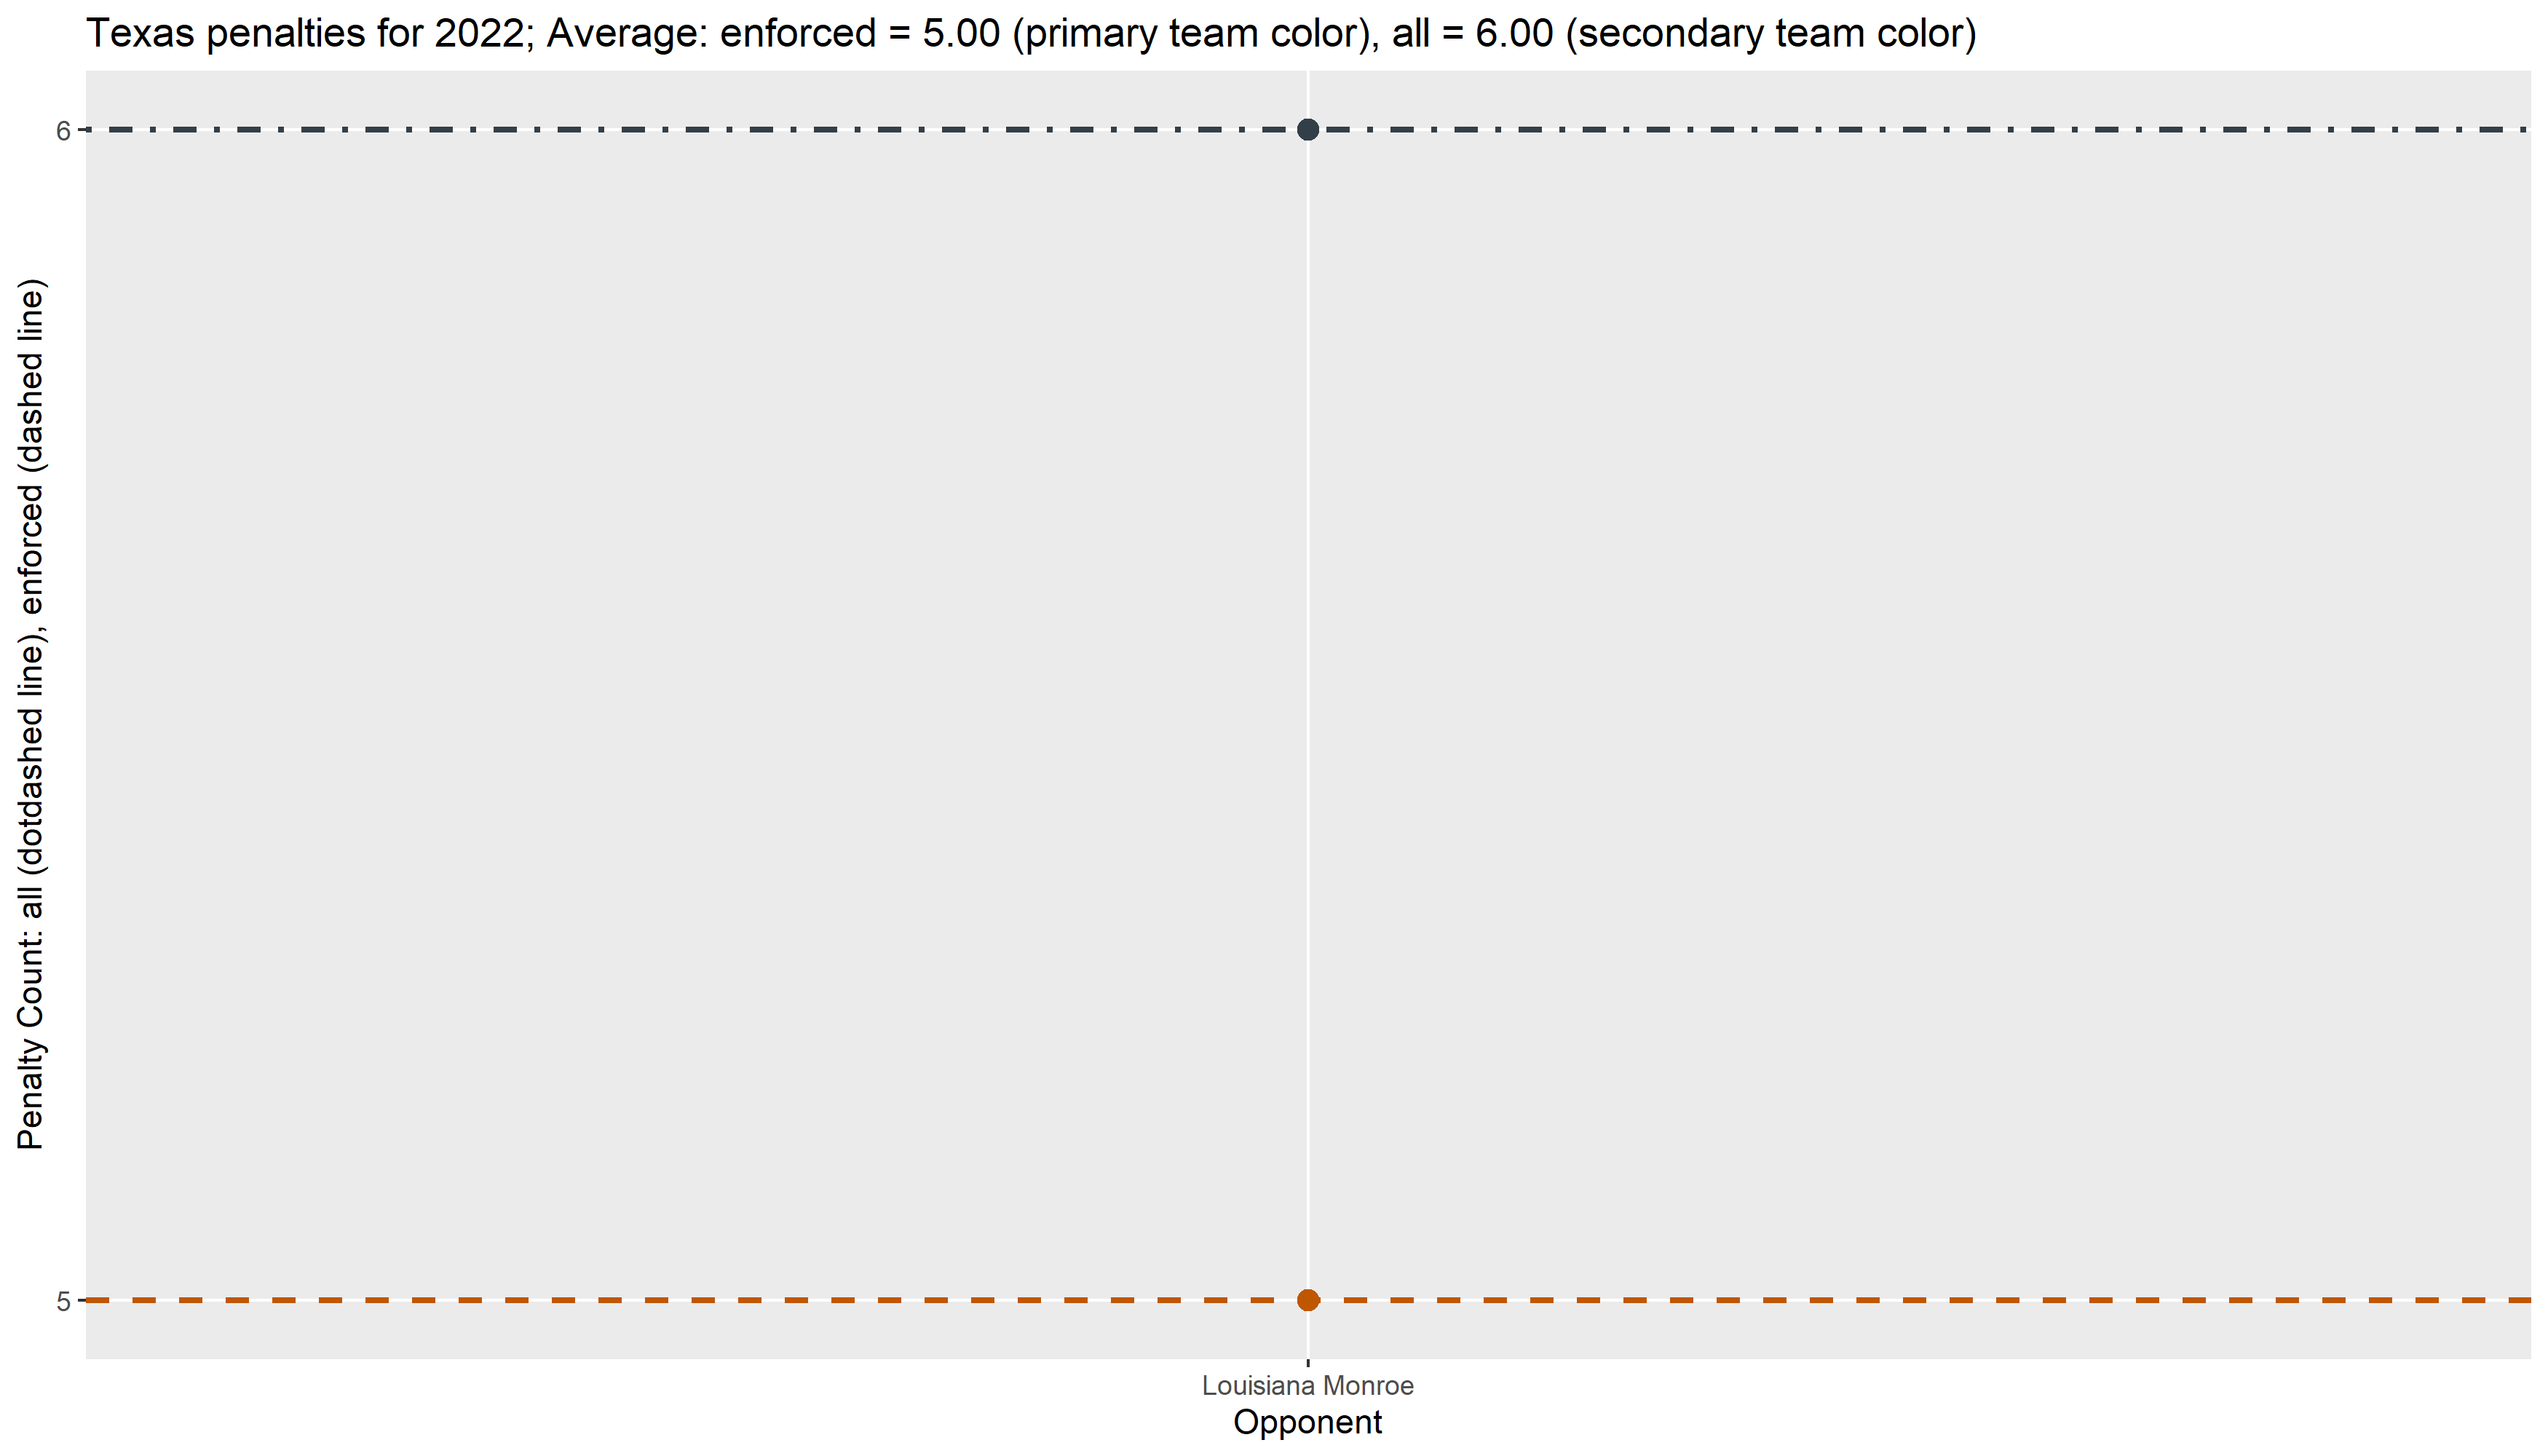 Texas penalties for 2022; Average: enforced = 5.00 (primary team color), all = 6.00 (secondary team color)
Penalty Count: all (dotdashed line), enforced (dashed line)
6
5
Louisiana Monroe
Opponent